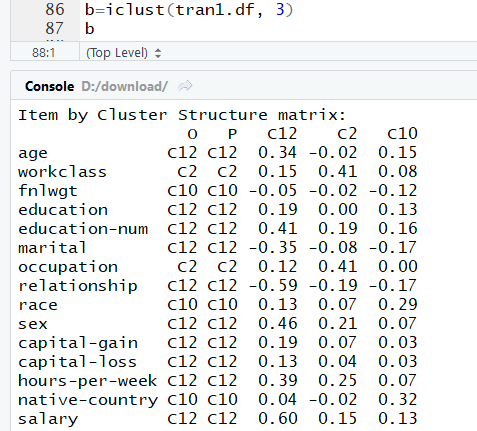 86 b=iclust(tran1.df, 3)
87 b
88:1 (Top Level)
Console D:/download/
Item by Cluster Structure matrix:
O P C12 C2 C10
age C12 C12 0.34 -0.02 0.15
workclass C2 C2 0.15 0.41 0.08
fnlwgt C10 C10 -0.05 -0.02 -0.12
education C12 C12 0.19 0.00 0.13
education-num C12 C12 0.41 0.19 0.16
marital C12 C12 -0.35 -0.08 -0.17
occupation C2 C2 0.12 0.41 0.00
relationship C12 C12 -0.59 -0.19 -0.17
race C10 C10 0.13 0.07 0.29
sex C12 C12 0.46 0.21 0.07
capital-gain C12 C12 0.19 0.07 0.03
capital-loss C12 C12 0.13 0.04 0.03
hours-per-week C12 C12 0.39 0.25 0.07
native-country C10 C10 0.04 -0.02 0.32
salary C12 C12 0.60 0.15 0.13